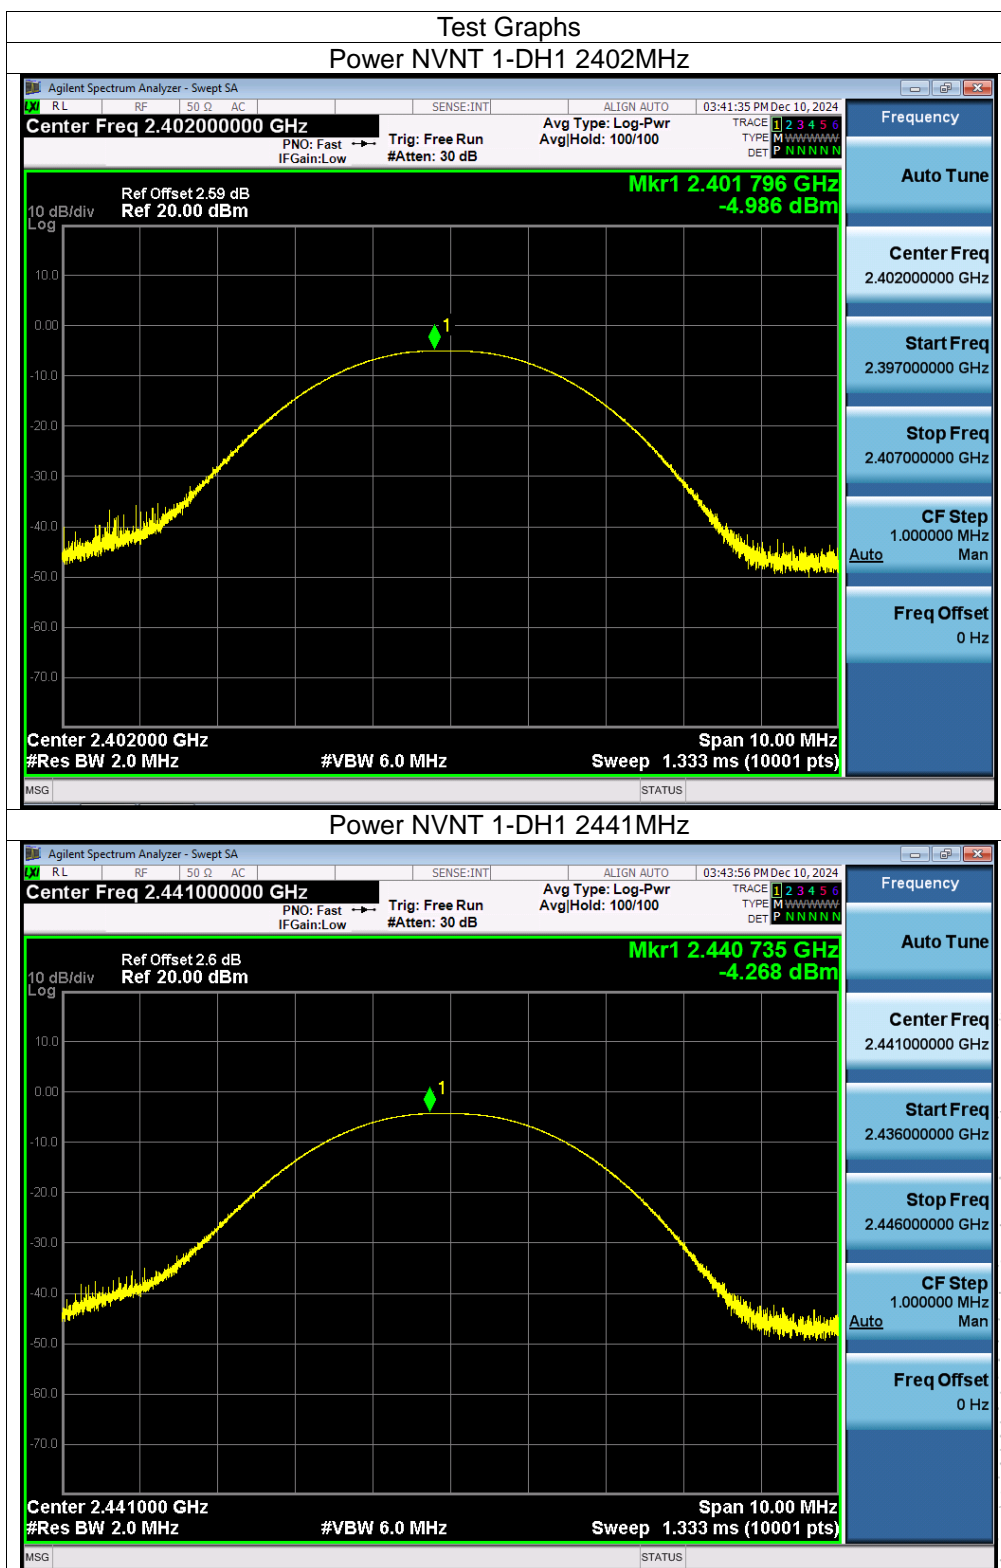 Test Graphs
Power NVNT 1-DH1 2402MHz
Agilent Spectrum Analyzer - Swept SA
LXI RL RF 50 Ω AC SENSE:INT ALIGN AUTO 03:41:35 PM Dec 10, 2024
Center Freq 2.402000000 GHz
PNO: Fast
IFGain:Low
Trig: Free Run
#Atten: 30 dB
Avg Type: Log-Pwr
Avg|Hold: 100/100
TRACE 1 2 3 4 5 6
TYPE M WWWWW
DET P N N N N N
Frequency
Auto Tune
Center Freq
2.402000000 GHz
Start Freq
2.397000000 GHz
Stop Freq
2.407000000 GHz
CF Step
1.000000 MHz
Auto Man
Freq Offset
0 Hz
Mkr1 2.401 796 GHz
-4.986 dBm
Ref Offset 2.59 dB
10 dB/div Ref 20.00 dBm
Log
10.0
0.00
-10.0
-20.0
-30.0
-40.0
-50.0
-60.0
-70.0
1
Center 2.402000 GHz Span 10.00 MHz
#Res BW 2.0 MHz #VBW 6.0 MHz Sweep 1.333 ms (10001 pts)
MSG STATUS
Power NVNT 1-DH1 2441MHz
Agilent Spectrum Analyzer - Swept SA
LXI RL RF 50 Ω AC SENSE:INT ALIGN AUTO 03:43:56 PM Dec 10, 2024
Center Freq 2.441000000 GHz
PNO: Fast
IFGain:Low
Trig: Free Run
#Atten: 30 dB
Avg Type: Log-Pwr
Avg|Hold: 100/100
TRACE 1 2 3 4 5 6
TYPE M WWWWW
DET P N N N N N
Frequency
Auto Tune
Center Freq
2.441000000 GHz
Start Freq
2.436000000 GHz
Stop Freq
2.446000000 GHz
CF Step
1.000000 MHz
Auto Man
Freq Offset
0 Hz
Mkr1 2.440 735 GHz
-4.268 dBm
Ref Offset 2.6 dB
10 dB/div Ref 20.00 dBm
Log
10.0
0.00
-10.0
-20.0
-30.0
-40.0
-50.0
-60.0
-70.0
1
Center 2.441000 GHz Span 10.00 MHz
#Res BW 2.0 MHz #VBW 6.0 MHz Sweep 1.333 ms (10001 pts)
MSG STATUS